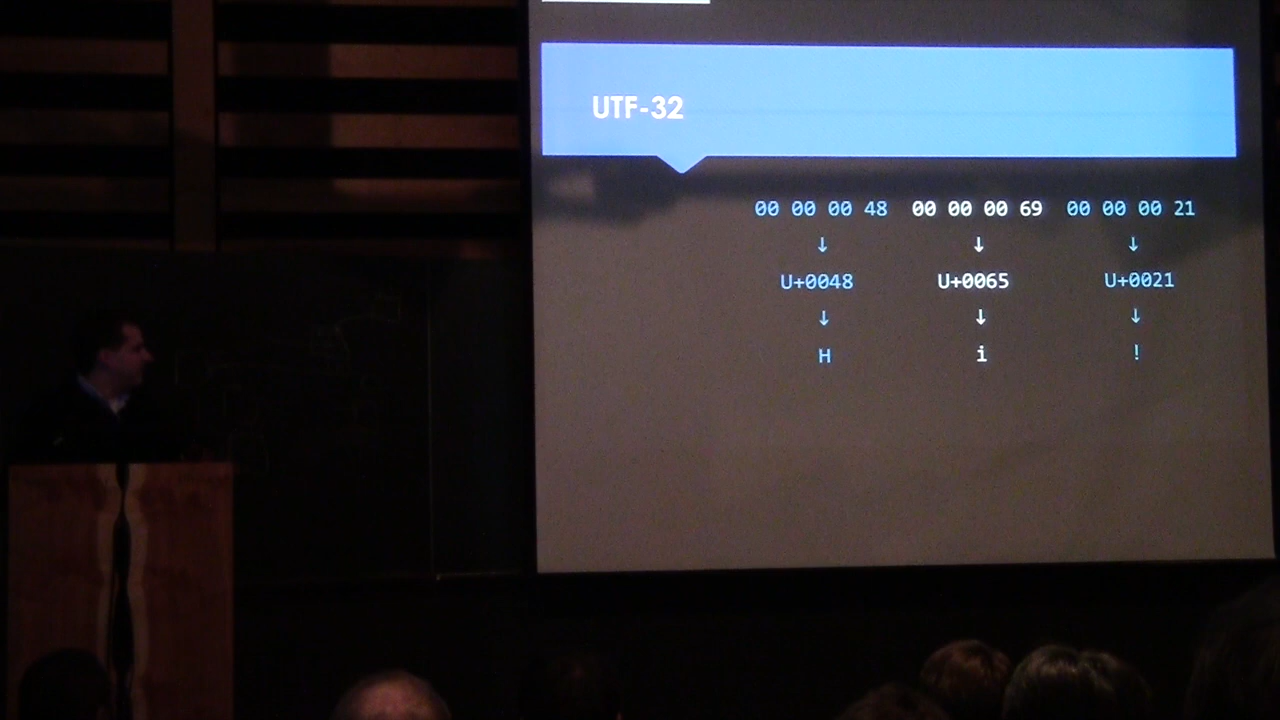 UTF-32
00 00 00 48 00 00 00 69 00 00 00 21
↓ ↓ ↓
U+0048 U+0065 U+0021
↓ ↓ ↓
H i !